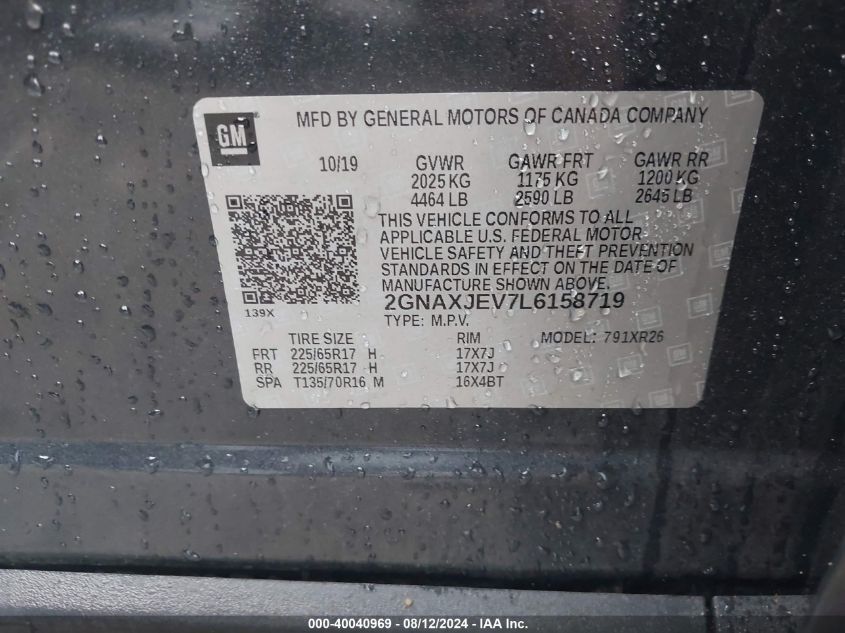 GM
MFD BY GENERAL MOTORS OF CANADA COMPANY
10/19 GVWR GAWR FRT GAWR RR
2025 KG 1175 KG 1200 KG
4464 LB 2590 LB 2645 LB
THIS VEHICLE CONFORMS TO ALL
APPLICABLE U.S. FEDERAL MOTOR
VEHICLE SAFETY AND THEFT PREVENTION
STANDARDS IN EFFECT ON THE DATE OF
MANUFACTURE SHOWN ABOVE.
139X
2GNAXJEV7L6158719
TYPE: M.P.V.
TIRE SIZE RIM MODEL: 791XR26
FRT 225/65R17 H 17X7J
RR 225/65R17 H 17X7J
SPA T135/70R16 M 16X4BT
000-40040969 - 08/12/2024 - IAA Inc.